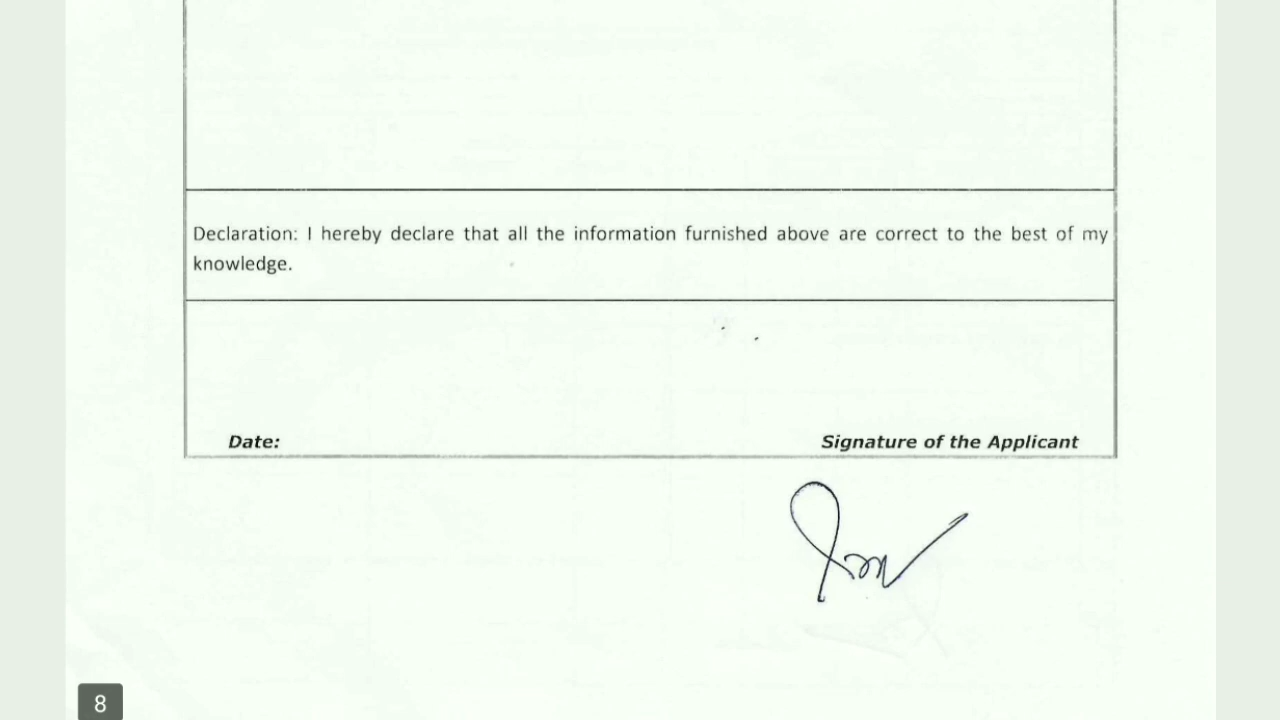 Declaration: I hereby declare that all the information furnished above are correct to the best of my
knowledge.
Date: Signature of the Applicant
8